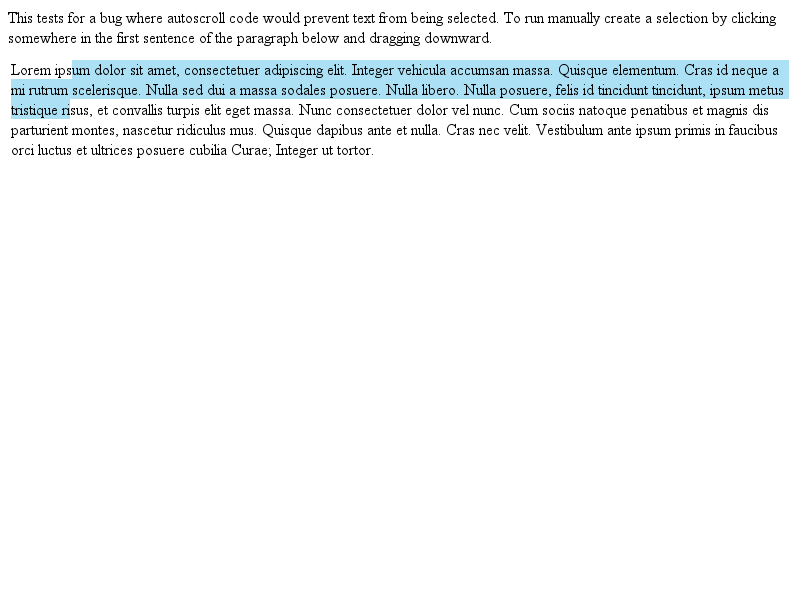 This tests for a bug where autoscroll code would prevent text from being selected. To run manually create a selection by clicking
somewhere in the first sentence of the paragraph below and dragging downward.
Lorem ipsum dolor sit amet, consectetuer adipiscing elit. Integer vehicula accumsan massa. Quisque elementum. Cras id neque a
mi rutrum scelerisque. Nulla sed dui a massa sodales posuere. Nulla libero. Nulla posuere, felis id tincidunt tincidunt, ipsum metus
tristique risus, et convallis turpis elit eget massa. Nunc consectetuer dolor vel nunc. Cum sociis natoque penatibus et magnis dis
parturient montes, nascetur ridiculus mus. Quisque dapibus ante et nulla. Cras nec velit. Vestibulum ante ipsum primis in faucibus
orci luctus et ultrices posuere cubilia Curae; Integer ut tortor.